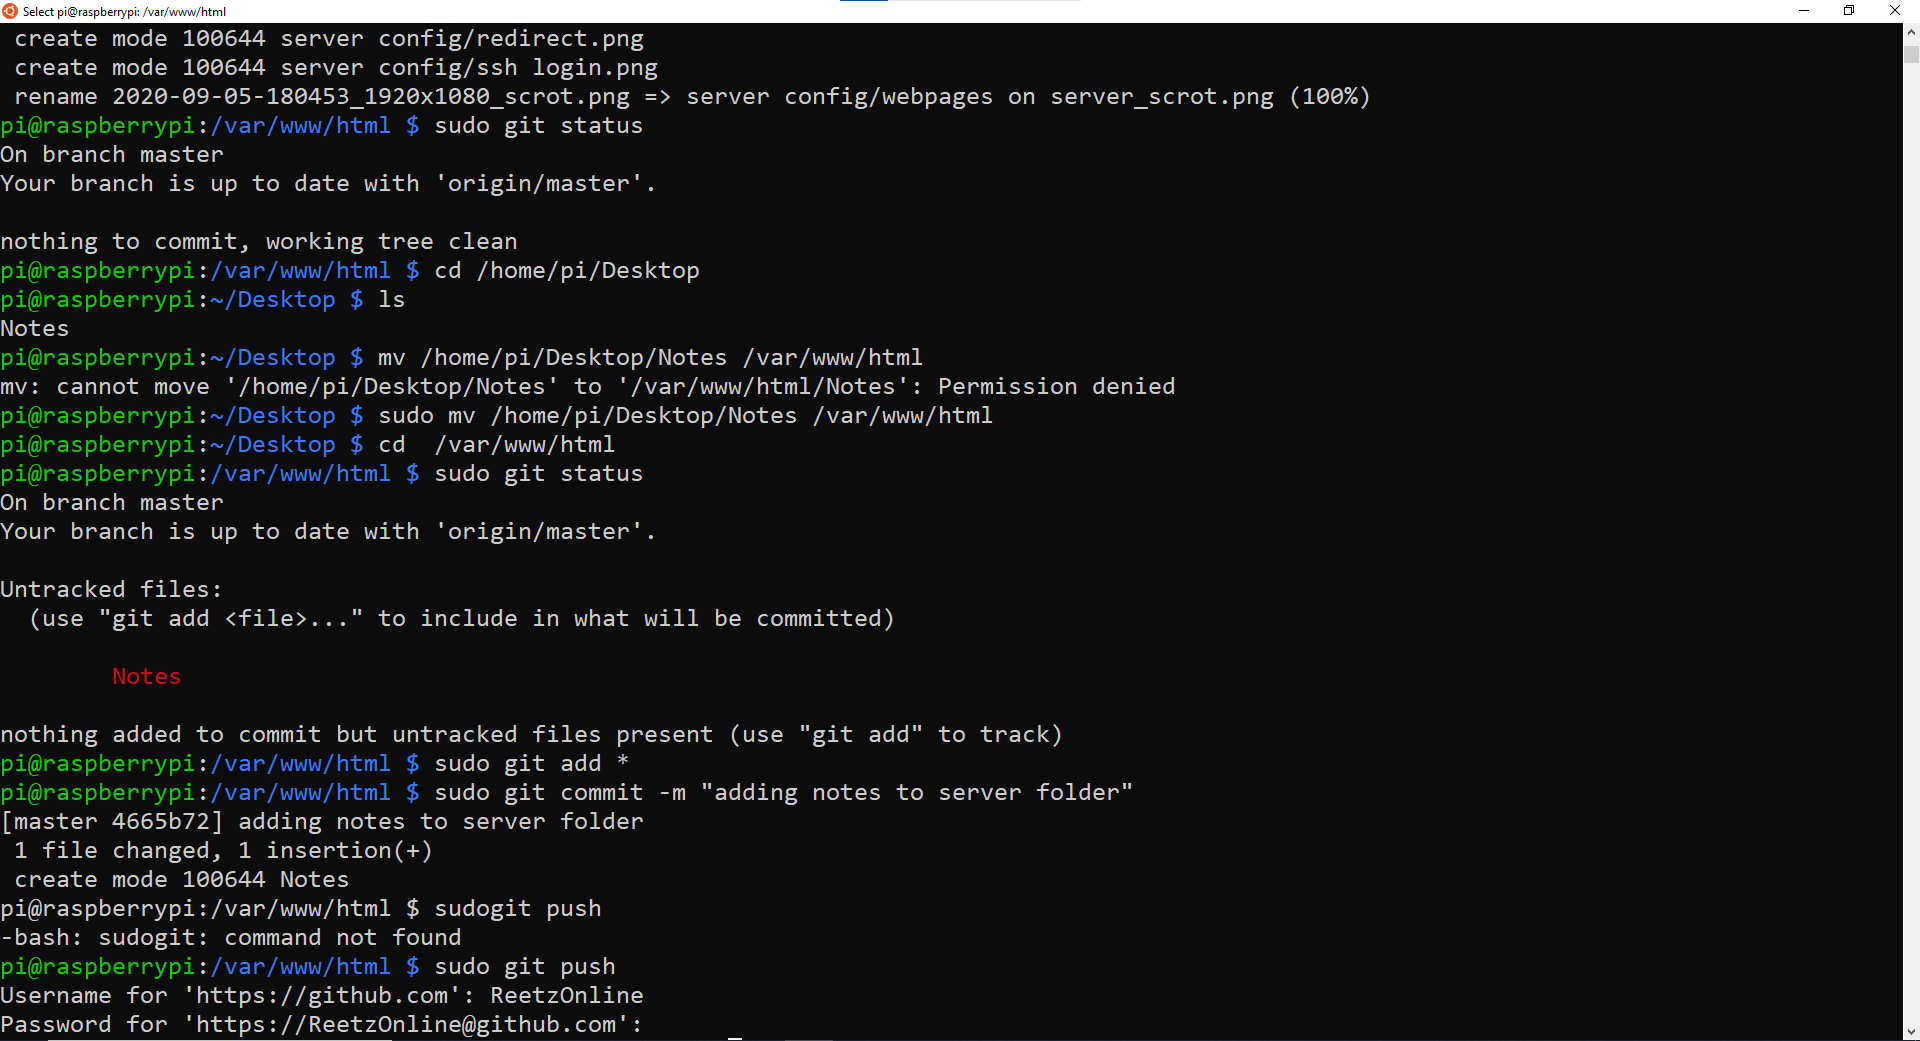 Select pi@raspberrypi: /var/www/html
create mode 100644 server config/redirect.png
create mode 100644 server config/ssh login.png
rename 2020-09-05-180453_1920x1080_scrot.png => server config/webpages on server_scrot.png (100%)
pi@raspberrypi:/var/www/html $ sudo git status
On branch master
Your branch is up to date with 'origin/master'.
nothing to commit, working tree clean
pi@raspberrypi:/var/www/html $ cd /home/pi/Desktop
pi@raspberrypi:~/Desktop $ ls
Notes
pi@raspberrypi:~/Desktop $ mv /home/pi/Desktop/Notes /var/www/html
mv: cannot move '/home/pi/Desktop/Notes' to '/var/www/html/Notes': Permission denied
pi@raspberrypi:~/Desktop $ sudo mv /home/pi/Desktop/Notes /var/www/html
pi@raspberrypi:~/Desktop $ cd  /var/www/html
pi@raspberrypi:/var/www/html $ sudo git status
On branch master
Your branch is up to date with 'origin/master'.
Untracked files:
(use "git add <file>..." to include in what will be committed)
Notes
nothing added to commit but untracked files present (use "git add" to track)
pi@raspberrypi:/var/www/html $ sudo git add *
pi@raspberrypi:/var/www/html $ sudo git commit -m "adding notes to server folder"
[master 4665b72] adding notes to server folder
1 file changed, 1 insertion(+)
create mode 100644 Notes
pi@raspberrypi:/var/www/html $ sudogit push
-bash: sudogit: command not found
pi@raspberrypi:/var/www/html $ sudo git push
Username for 'https://github.com': ReetzOnline
Password for 'https://ReetzOnline@github.com':